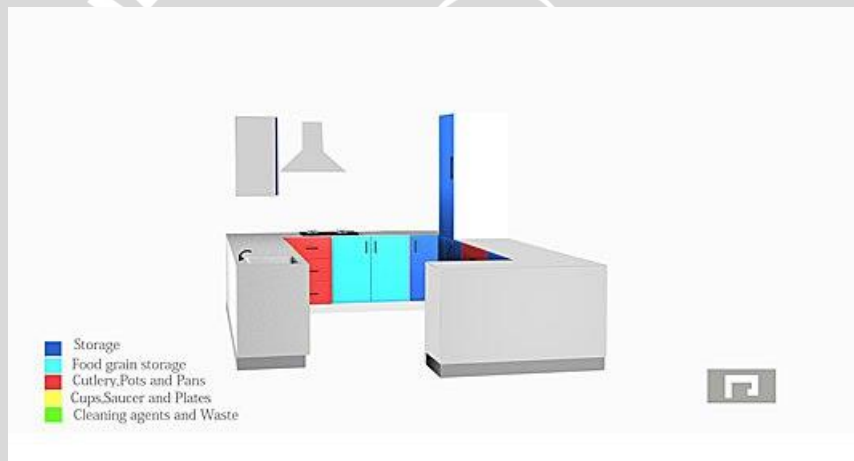 Storage
Food grain storage
Cutlery,Pots and Pans
Cups,Saucer and Plates
Cleaning agents and Waste